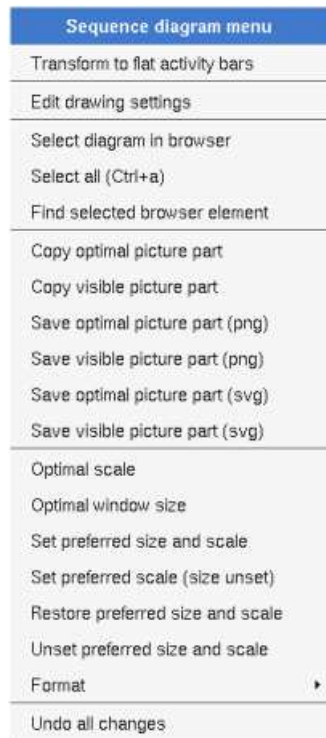 Sequence diagram menu
Transform to flat activity bars
Edit drawing settings
Select diagram in browser
Select all (Ctrl+a)
Find selected browser element
Copy optimal picture part
Copy visible picture part
Save optimal picture part (png)
Save visible picture part (png)
Save optimal picture part (svg)
Save visible picture part (svg)
Optimal scale
Optimal window size
Set preferred size and scale
Set preferred scale (size unset)
Restore preferred size and scale
Unset preferred size and scale
Format
Undo all changes